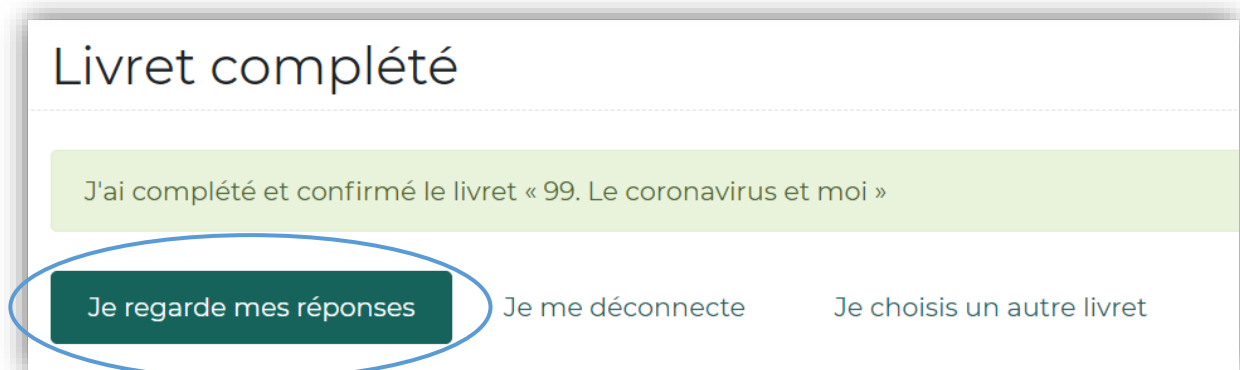 Livret complété
J'ai complété et confirmé le livret « 99. Le coronavirus et moi »
Je regarde mes réponses Je me déconnecte Je choisis un autre livret